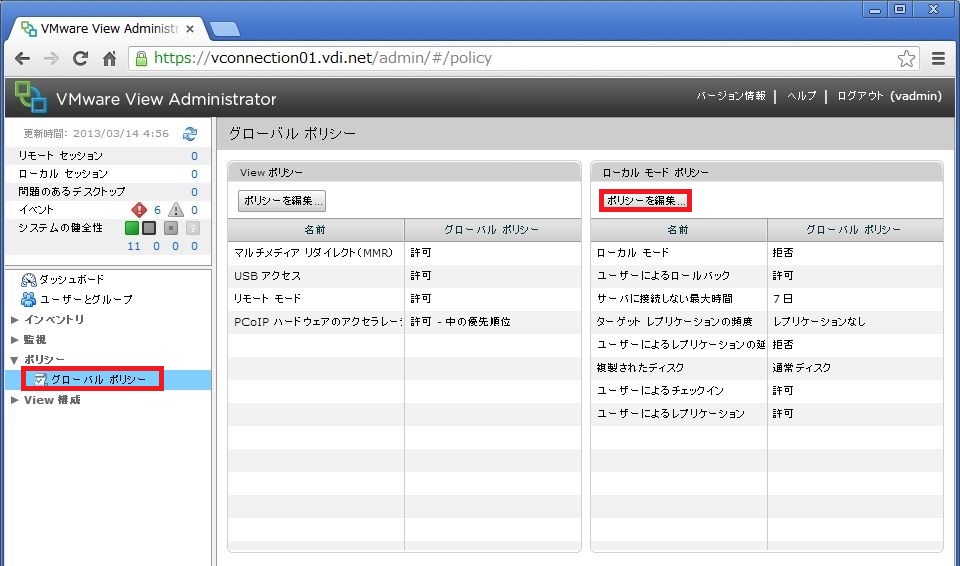 VMware View Administr
https://vconnection01.vdi.net/admin/#/policy
VMware View Administrator
バージョン情報 | ヘルプ | ログアウト (vadmin)
更新時間: 2013/03/14 4:56
リモート セッション 0
ローカル セッション 0
問題のあるデスクトップ 0
イベント 6 0
システムの健全性 ?
11 0 0 0
ダッシュボード
ユーザーとグループ
インベントリ
監視
ポリシー
グローバル ポリシー
View 構成
グローバル ポリシー
View ポリシー
ポリシーを編集...
名前 グローバル ポリシー
マルチメディア リダイレクト(MMR) 許可
USB アクセス 許可
リモート モード 許可
PCoIP ハードウェアのアクセラレー 許可 - 中の優先順位
ローカル モード ポリシー
ポリシーを編集...
名前 グローバル ポリシー
ローカル モード 拒否
ユーザーによるロールバック 許可
サーバに接続しない最大時間 7 日
ターゲット レプリケーションの頻度 レプリケーションなし
ユーザーによるレプリケーションの延 拒否
複製されたディスク 通常ディスク
ユーザーによるチェックイン 許可
ユーザーによるレプリケーション 許可